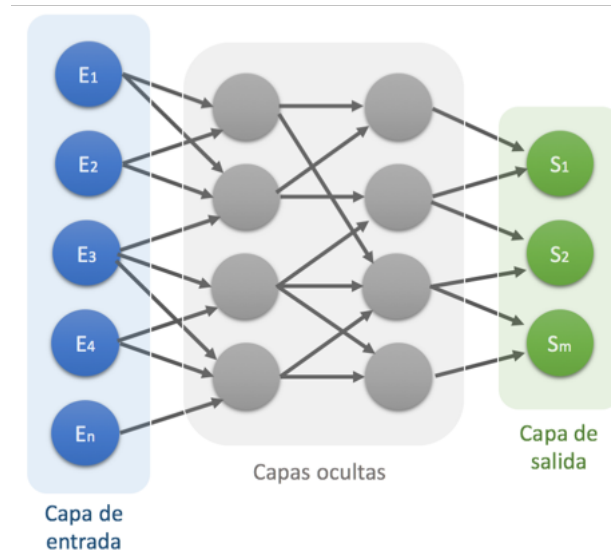 E1
E2
E3
E4
En
S1
S2
Sm
Capas ocultas
Capa de
salida
Capa de
entrada